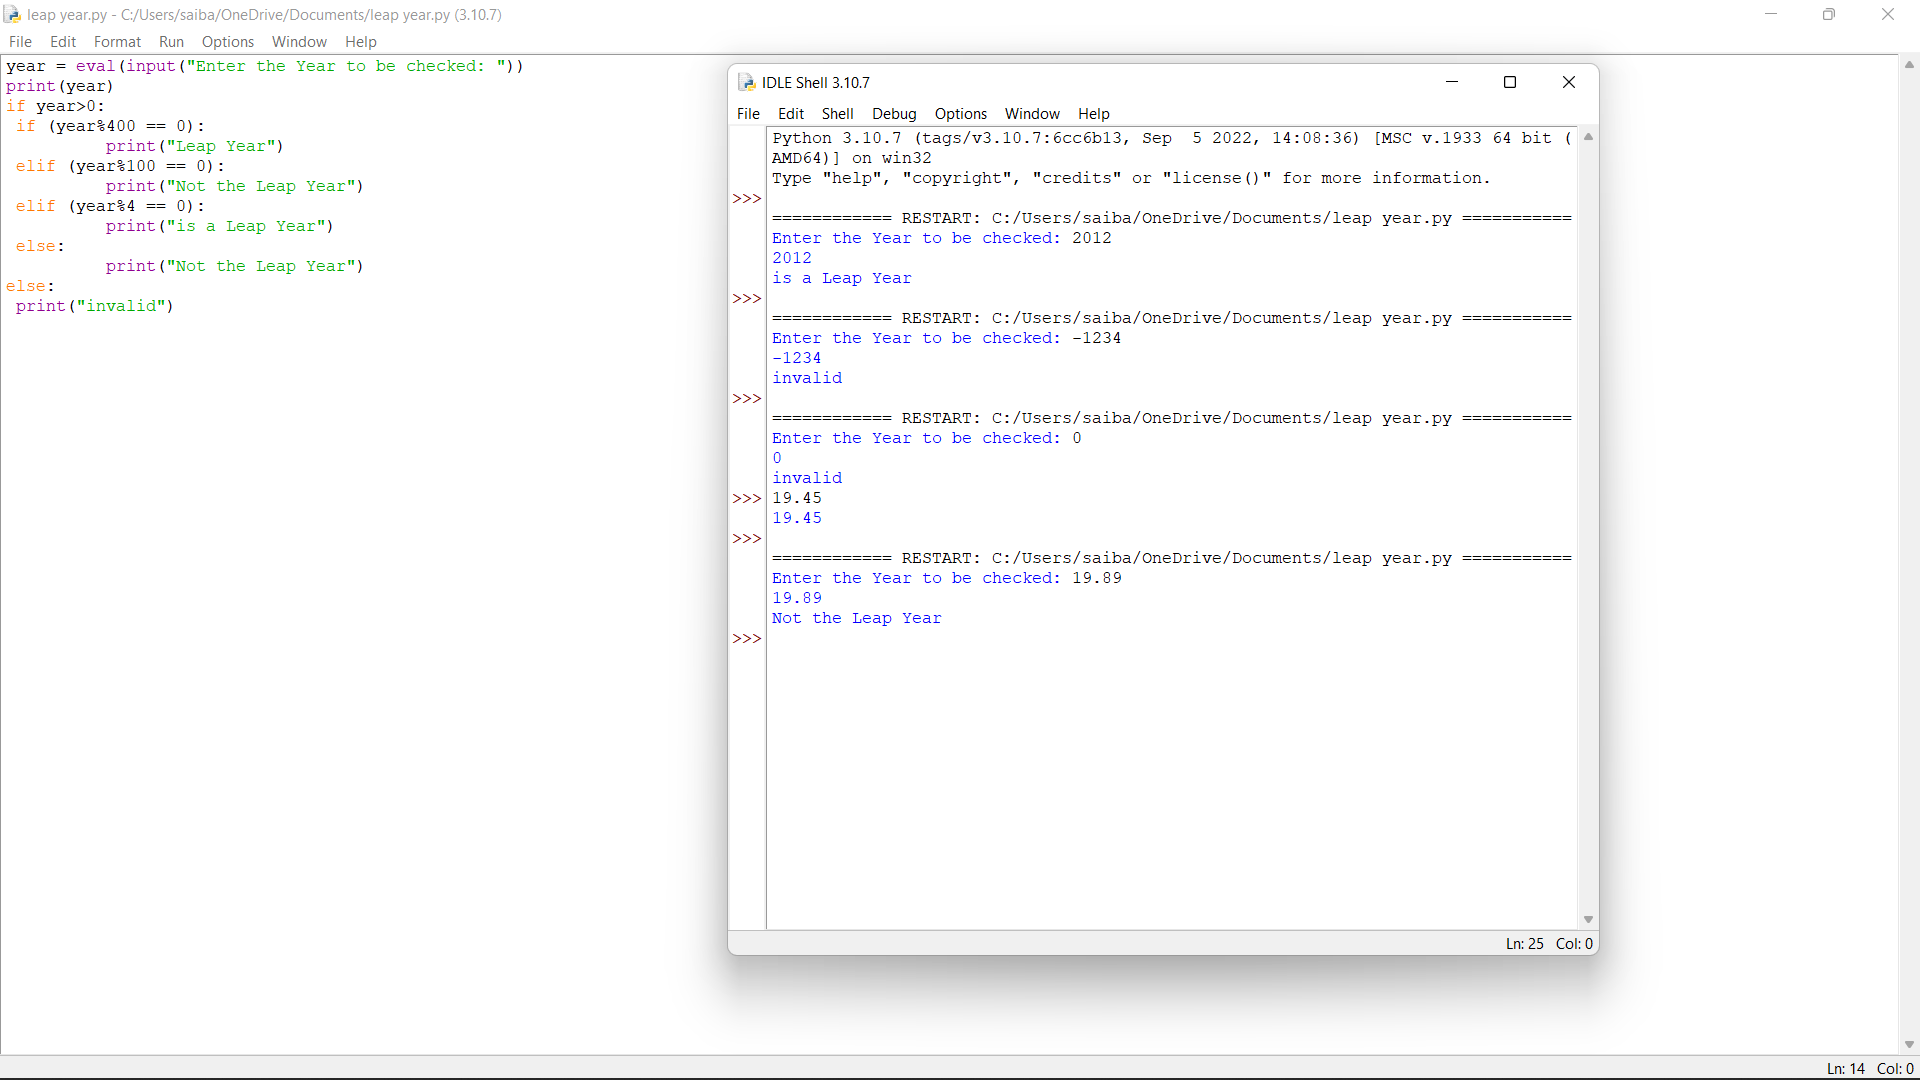 leap year.py - C:/Users/saiba/OneDrive/Documents/leap year.py (3.10.7)
File Edit Format Run Options Window Help
year = eval(input("Enter the Year to be checked: "))
print(year)
if year>0:
 if (year%400 == 0):
          print("Leap Year")
 elif (year%100 == 0):
          print("Not the Leap Year")
 elif (year%4 == 0):
          print("is a Leap Year")
 else:
          print("Not the Leap Year")
else:
 print("invalid")
Ln: 14 Col: 0
IDLE Shell 3.10.7
File Edit Shell Debug Options Window Help
Python 3.10.7 (tags/v3.10.7:6cc6b13, Sep  5 2022, 14:08:36) [MSC v.1933 64 bit (
AMD64)] on win32
Type "help", "copyright", "credits" or "license()" for more information.
>>>
============ RESTART: C:/Users/saiba/OneDrive/Documents/leap year.py ===========
Enter the Year to be checked: 2012
2012
is a Leap Year
>>>
============ RESTART: C:/Users/saiba/OneDrive/Documents/leap year.py ===========
Enter the Year to be checked: -1234
-1234
invalid
>>>
============ RESTART: C:/Users/saiba/OneDrive/Documents/leap year.py ===========
Enter the Year to be checked: 0
0
invalid
>>> 19.45
19.45
>>>
============ RESTART: C:/Users/saiba/OneDrive/Documents/leap year.py ===========
Enter the Year to be checked: 19.89
19.89
Not the Leap Year
>>>
Ln: 25 Col: 0